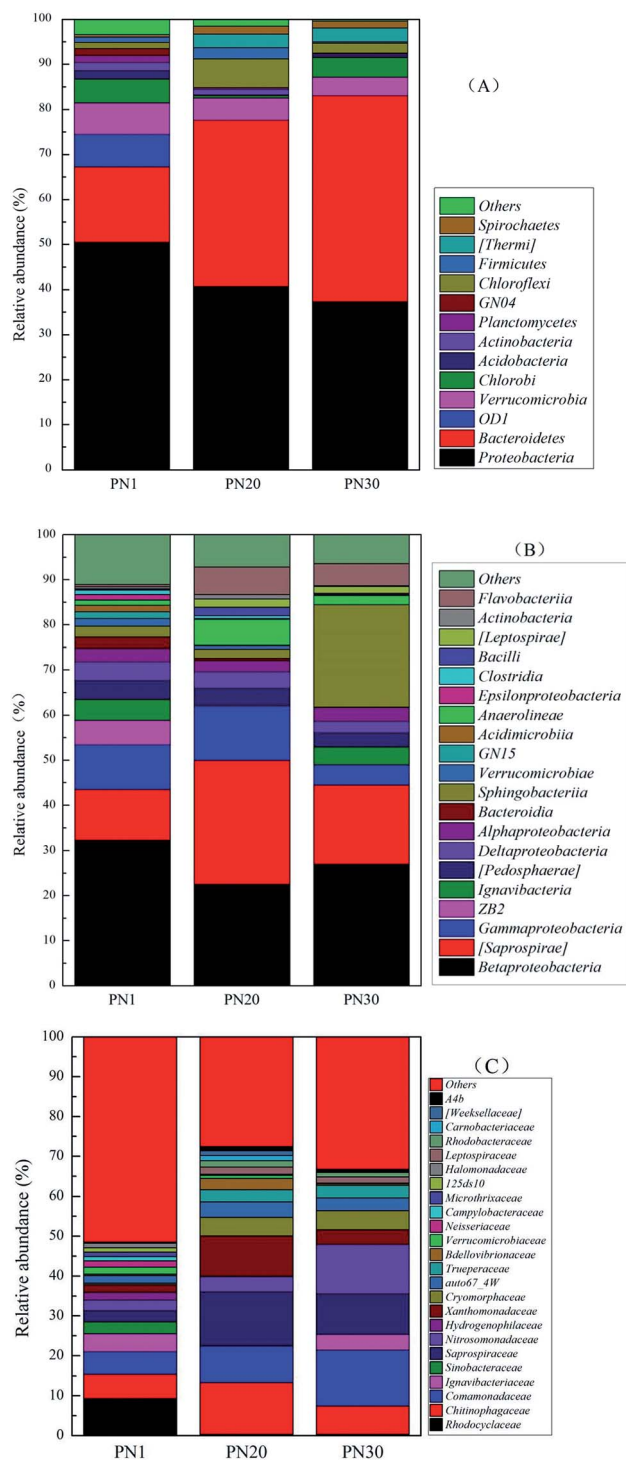 100
90
80
70
60
50
40
30
20
10
0
Relative abundance (%)
PN1
PN20
PN30
(A)
Others
Spirochaetes
[Thermi]
Firmicutes
Chloroflexi
GN04
Planctomycetes
Actinobacteria
Acidobacteria
Chlorobi
Verrucomicrobia
OD1
Bacteroidetes
Proteobacteria
100
90
80
70
60
50
40
30
20
10
0
Relative abundance (%)
PN1
PN20
PN30
(B)
Others
Flavobacteriia
Actinobacteria
[Leptospirae]
Bacilli
Clostridia
Epsilonproteobacteria
Anaerolineae
Acidimicrobiia
GN15
Verrucomicrobiae
Sphingobacteriia
Bacteroidia
Alphaproteobacteria
Deltaproteobacteria
[Pedosphaerae]
Ignavibacteria
ZB2
Gammaproteobacteria
[Saprospirae]
Betaproteobacteria
100
90
80
70
60
50
40
30
20
10
0
Relative abundance (%)
PN1
PN20
PN30
(C)
Others
A4b
[Weeksellaceae]
Carnobacteriaceae
Rhodobacteraceae
Leptospiraceae
Halomonadaceae
125ds10
Microthrixaceae
Campylobacteraceae
Neisseriaceae
Verrucomicrobiaceae
Bdellovibrionaceae
Trueperaceae
auto67_4W
Cryomorphaceae
Xanthomonadaceae
Hydrogenophilaceae
Nitrosomonadaceae
Saprospiraceae
Sinobacteraceae
Ignavibacteriaceae
Comamonadaceae
Chitinophagaceae
Rhodocyclaceae